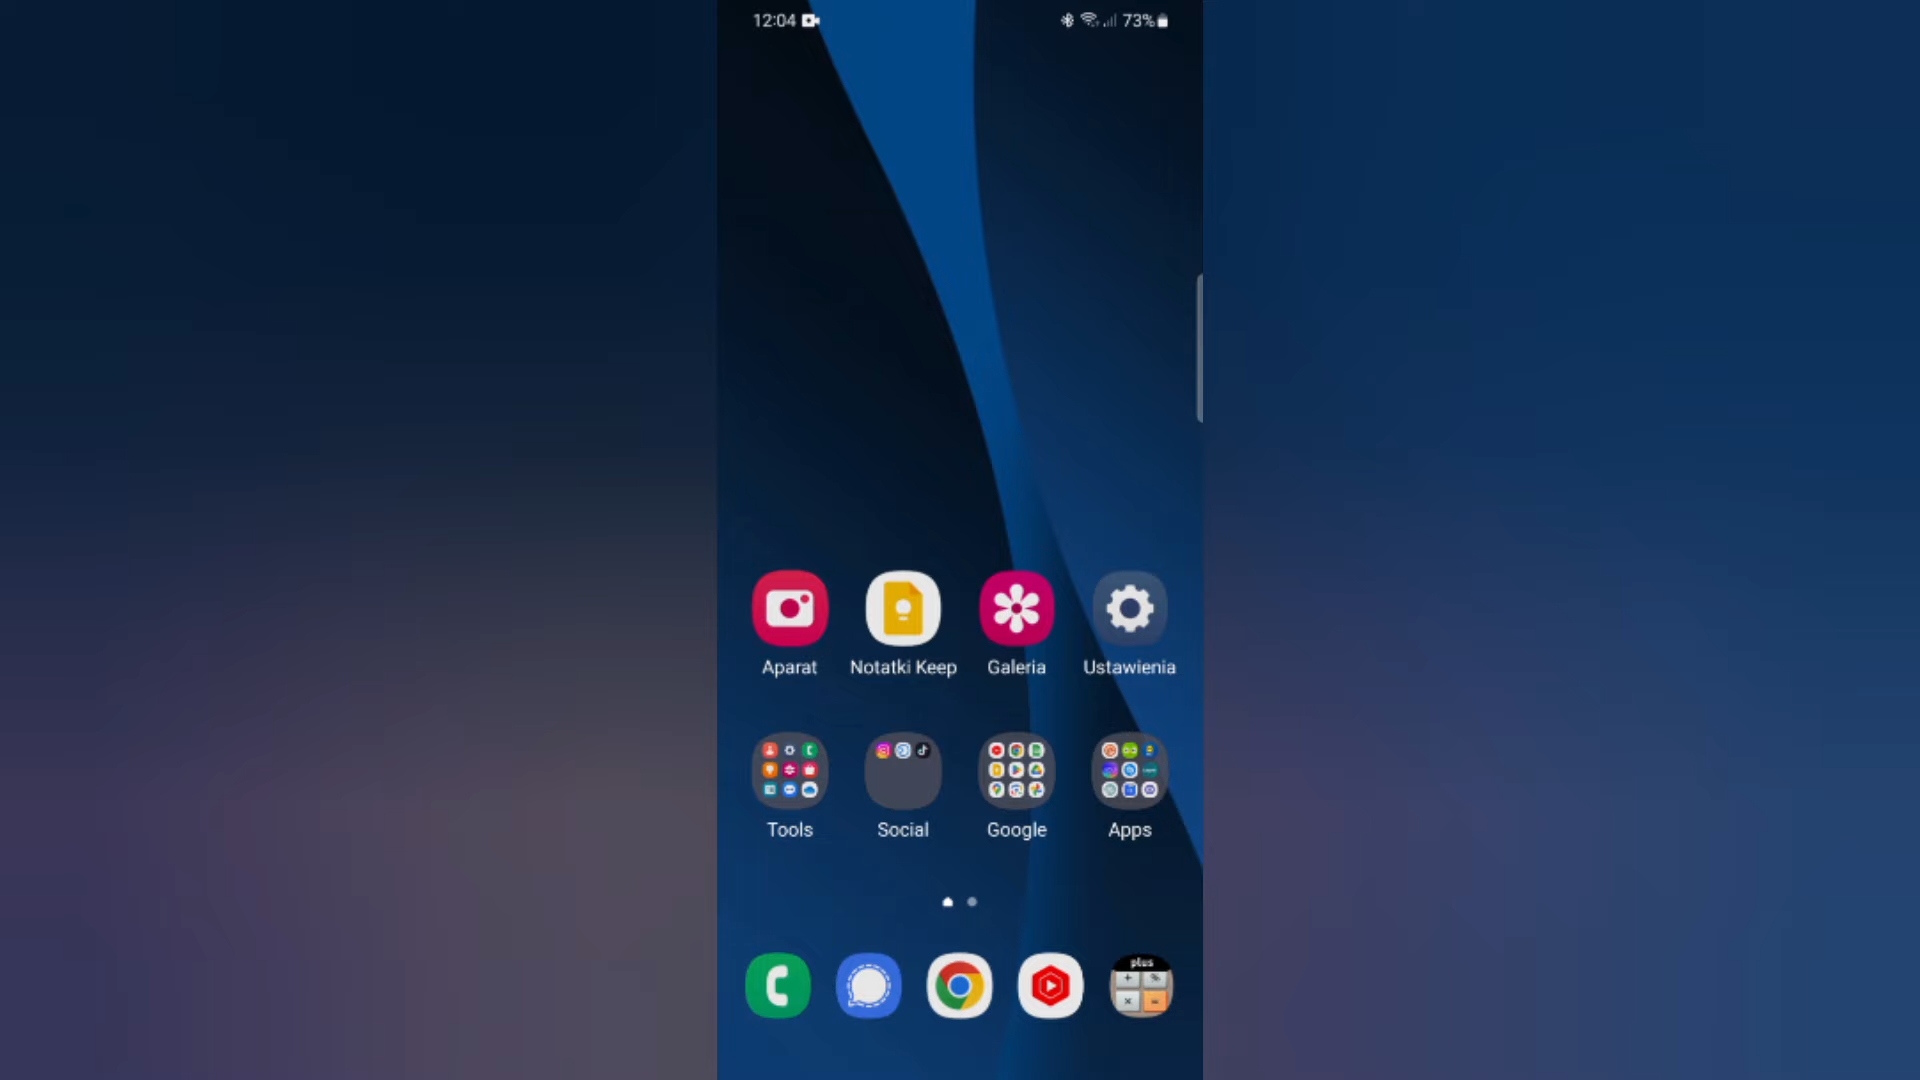 12:04
73%
Aparat
Notatki Keep
Galeria
Ustawienia
Tools
Social
Google
Apps
plus
+ %
× =